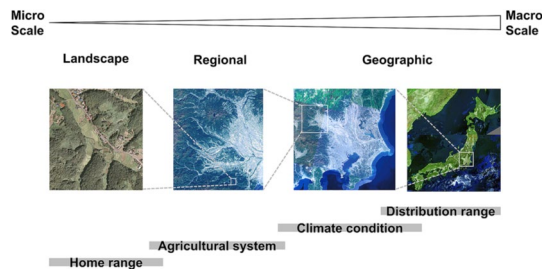 Micro
Scale
Macro
Scale
Landscape
Regional
Geographic
Distribution range
Climate condition
Agricultural system
Home range